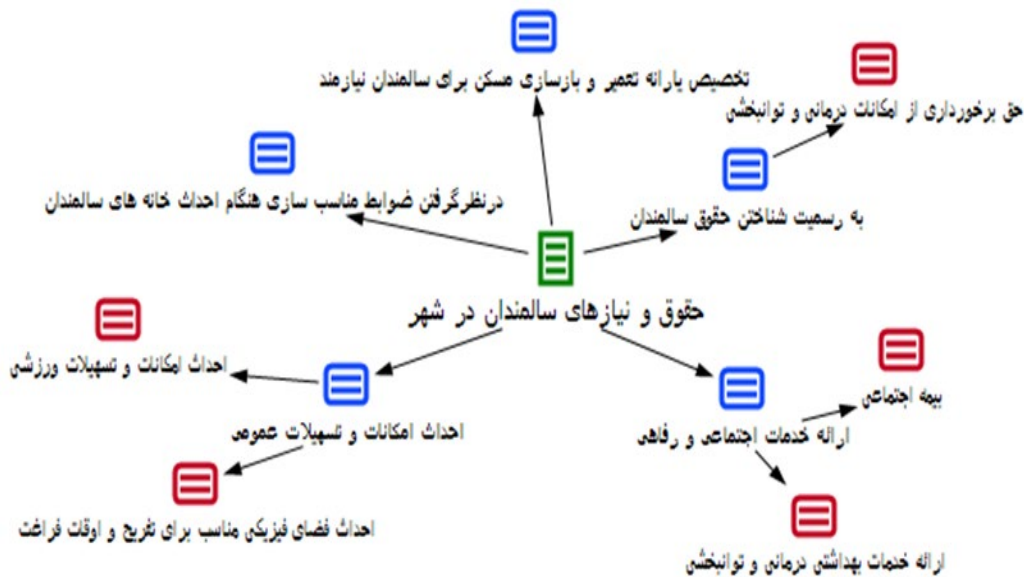 تخصیص یارانه تعمیر و بازسازی مسکن برای سالمندان نیازمند
حق برخورداری از امکانات درمانی و توانبخشی
درنظرگرفتن ضوابط مناسب سازی هنگام احداث خانه های سالمندان
به رسمیت شناختن حقوق سالمندان
حقوق و نیازهای سالمندان در شهر
احداث امکانات و تسهیلات ورزشی
بیمه اجتماعی
احداث امکانات و تسهیلات عمومی
ارائه خدمات اجتماعی و رفاهی
احداث فضای فیزیکی مناسب برای تفریح و اوقات فراغت
ارائه خدمات بهداشتی درمانی و توانبخشی